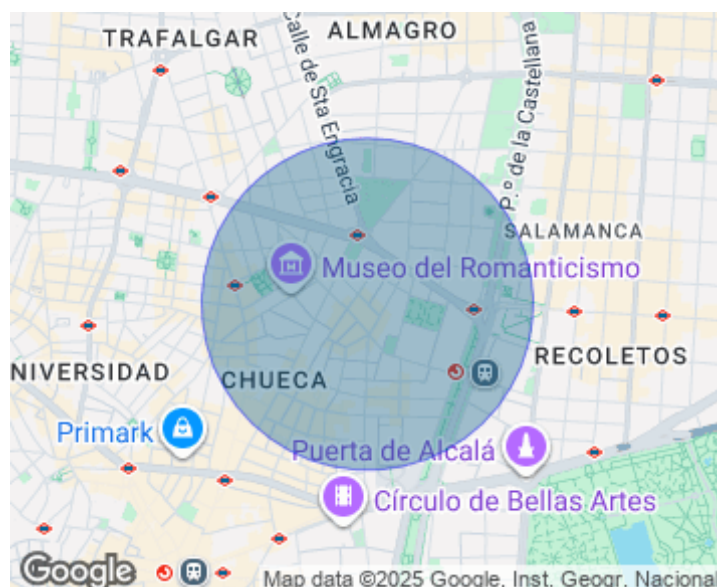 TRAFALGAR
ALMAGRO
Calle de Sta Engracia
P.º de la Castellana
SALAMANCA
Museo del Romanticismo
RECOLETOS
NIVERSIDAD
CHUECA
Primark
Puerta de Alcalá
Círculo de Bellas Artes
Google
Map data ©2025 Google, Inst. Geogr. Nacional